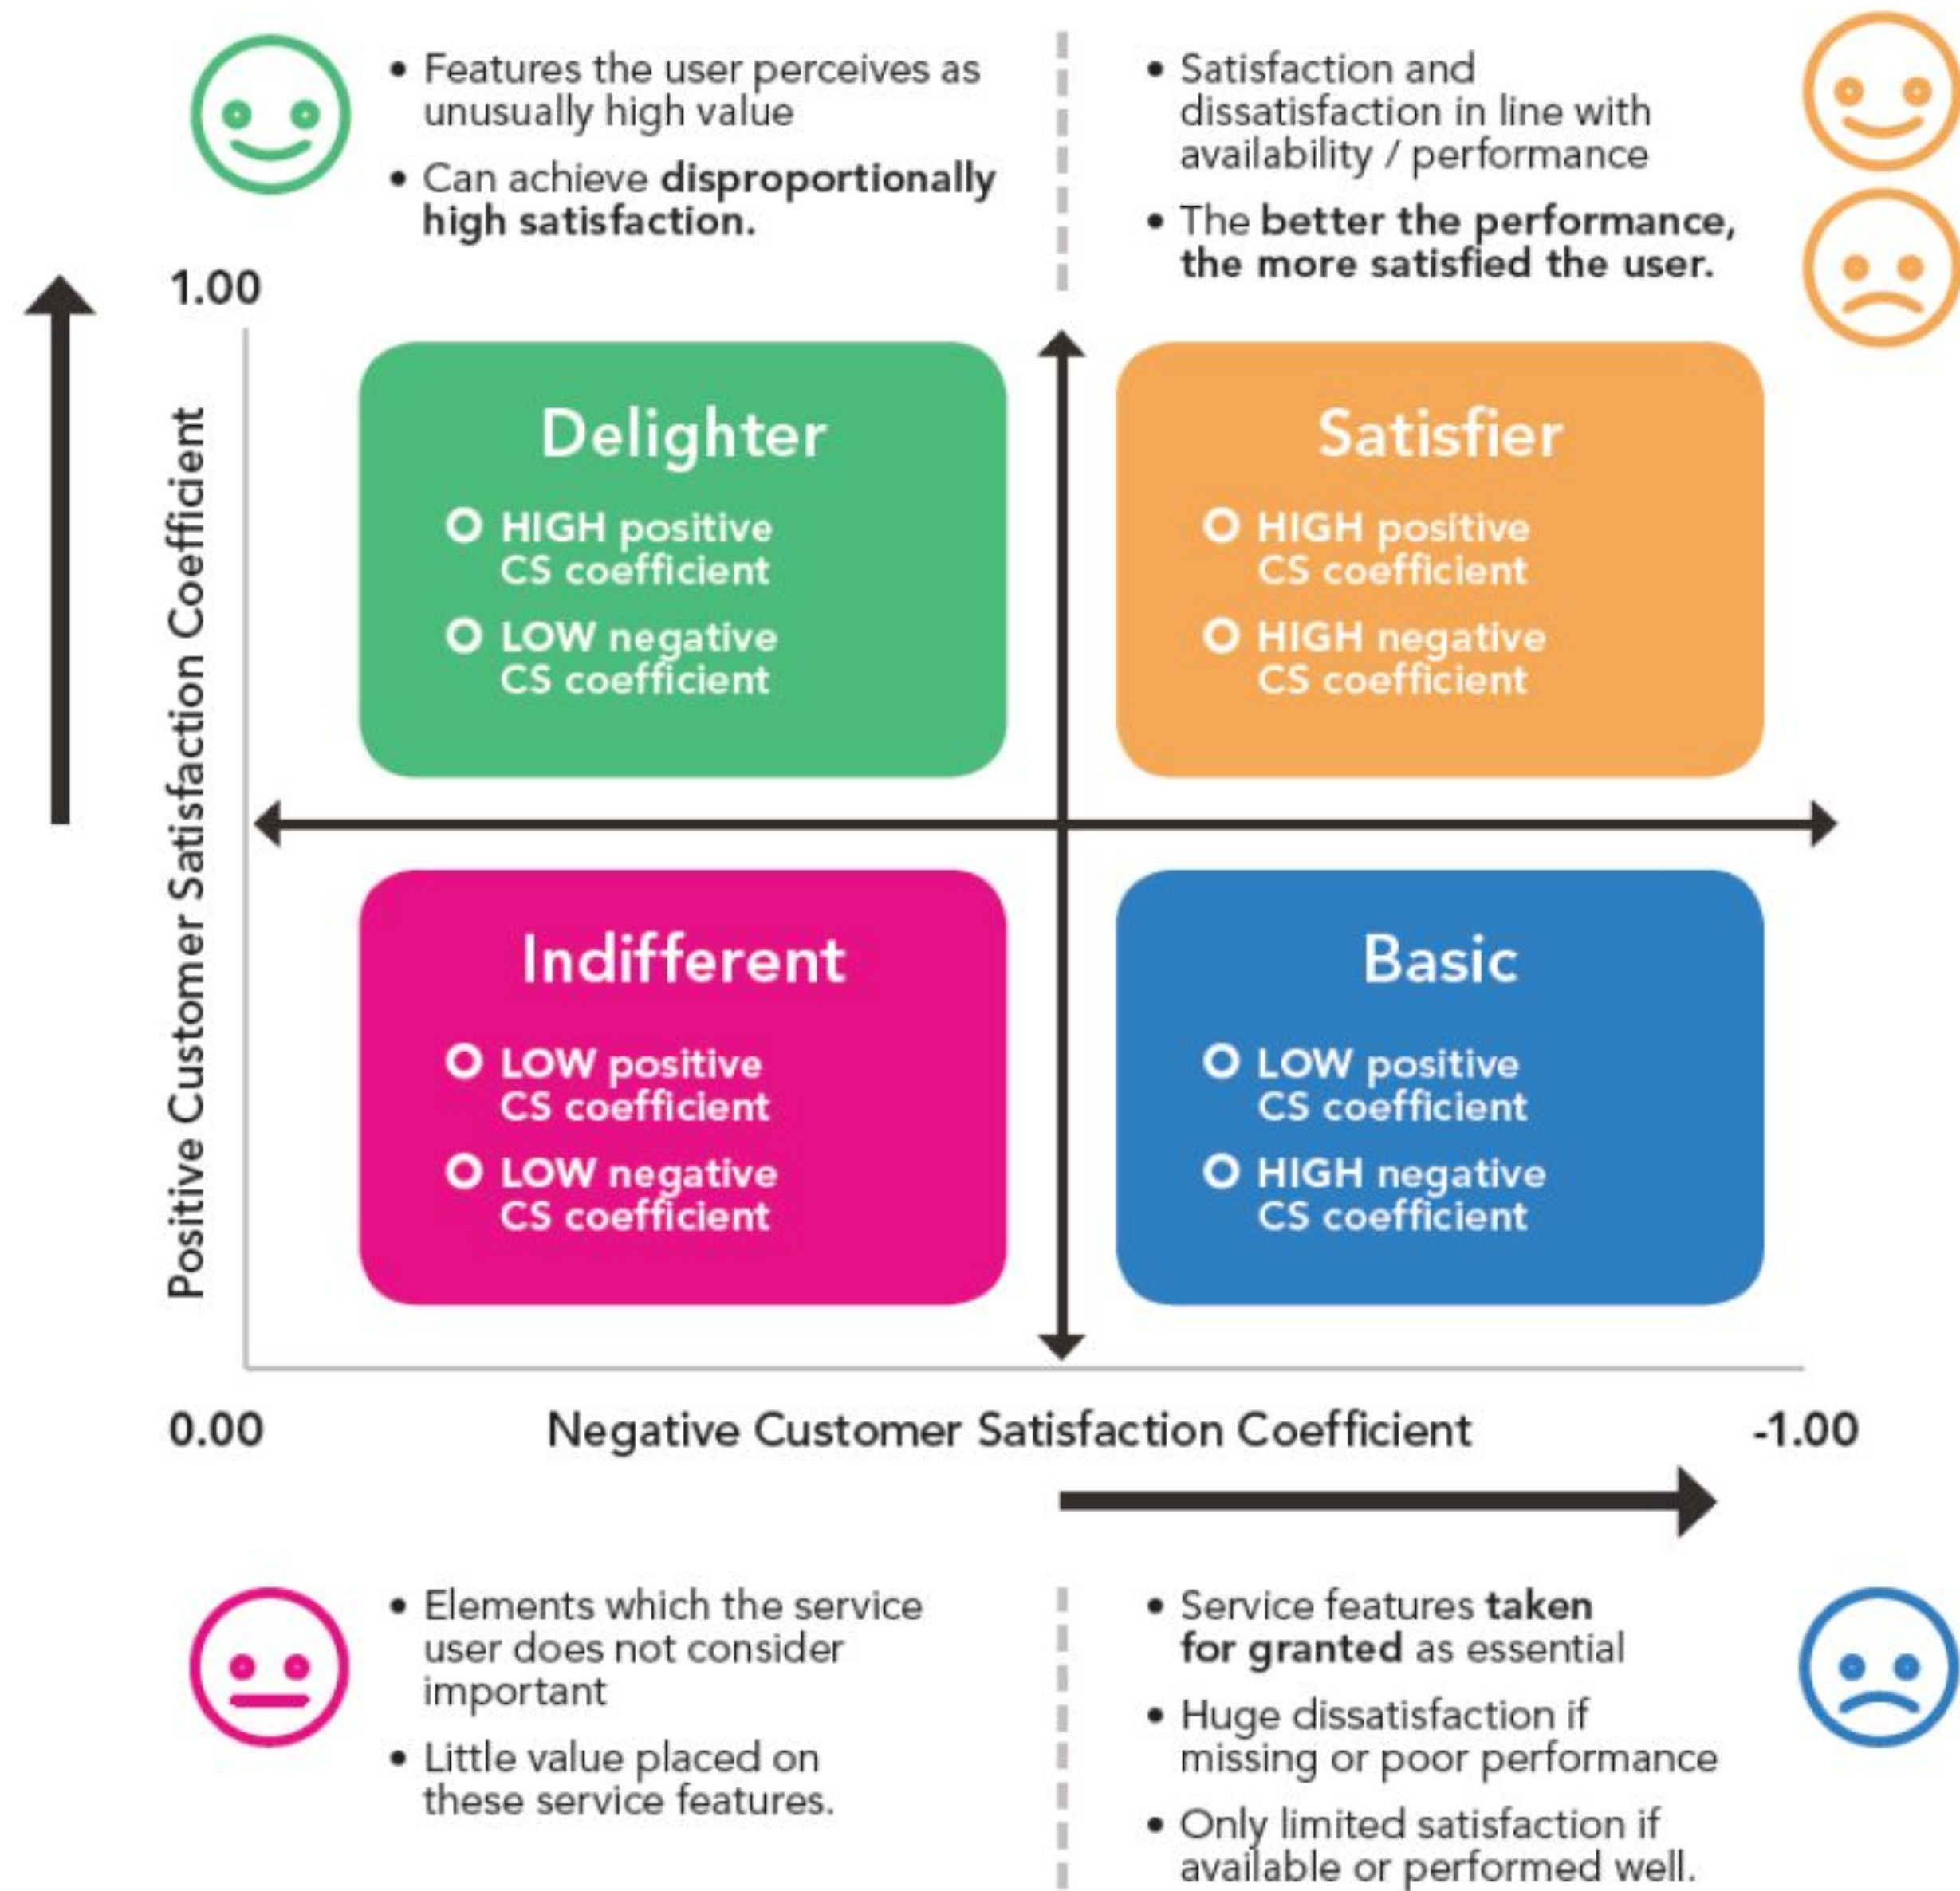 • Features the user perceives as
unusually high value
• Can achieve disproportionally
high satisfaction.
• Satisfaction and
dissatisfaction in line with
availability / performance
• The better the performance,
the more satisfied the user.
1.00
Positive Customer Satisfaction Coefficient
Delighter
HIGH positive
CS coefficient
LOW negative
CS coefficient
Satisfier
HIGH positive
CS coefficient
HIGH negative
CS coefficient
Indifferent
LOW positive
CS coefficient
LOW negative
CS coefficient
Basic
LOW positive
CS coefficient
HIGH negative
CS coefficient
0.00
Negative Customer Satisfaction Coefficient
-1.00
• Elements which the service
user does not consider
important
• Little value placed on
these service features.
• Service features taken
for granted as essential
• Huge dissatisfaction if
missing or poor performance
• Only limited satisfaction if
available or performed well.